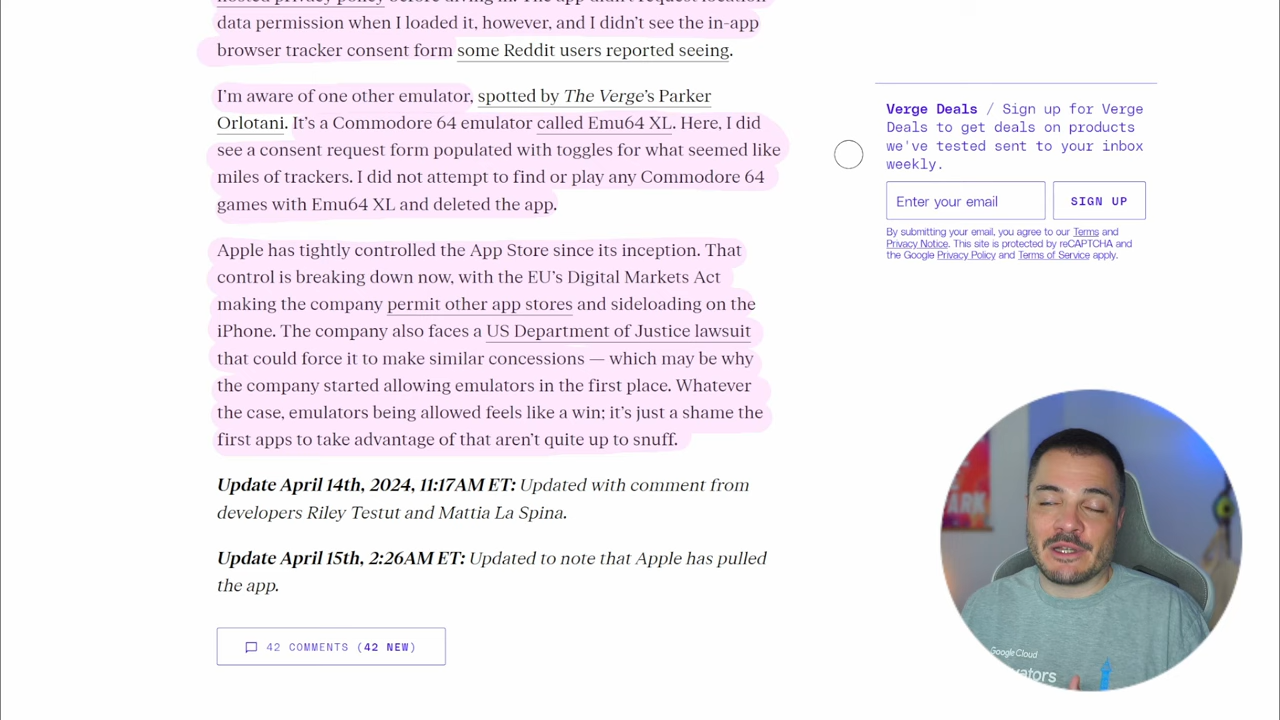 data permission when I loaded it, however, and I didn't see the in-app
browser tracker consent form some Reddit users reported seeing.
I'm aware of one other emulator, spotted by The Verge's Parker
Orlotani. It's a Commodore 64 emulator called Emu64 XL. Here, I did
see a consent request form populated with toggles for what seemed like
miles of trackers. I did not attempt to find or play any Commodore 64
games with Emu64 XL and deleted the app.
Apple has tightly controlled the App Store since its inception. That
control is breaking down now, with the EU's Digital Markets Act
making the company permit other app stores and sideloading on the
iPhone. The company also faces a US Department of Justice lawsuit
that could force it to make similar concessions — which may be why
the company started allowing emulators in the first place. Whatever
the case, emulators being allowed feels like a win; it's just a shame the
first apps to take advantage of that aren't quite up to snuff.
Update April 14th, 2024, 11:17AM ET: Updated with comment from
developers Riley Testut and Mattia La Spina.
Update April 15th, 2:26AM ET: Updated to note that Apple has pulled
the app.
42 COMMENTS (42 NEW)
Verge Deals / Sign up for Verge
Deals to get deals on products
we've tested sent to your inbox
weekly.
Enter your email
SIGN UP
By submitting your email, you agree to our Terms and
Privacy Notice. This site is protected by reCAPTCHA and
the Google Privacy Policy and Terms of Service apply.
ARK
Google Cloud
vators